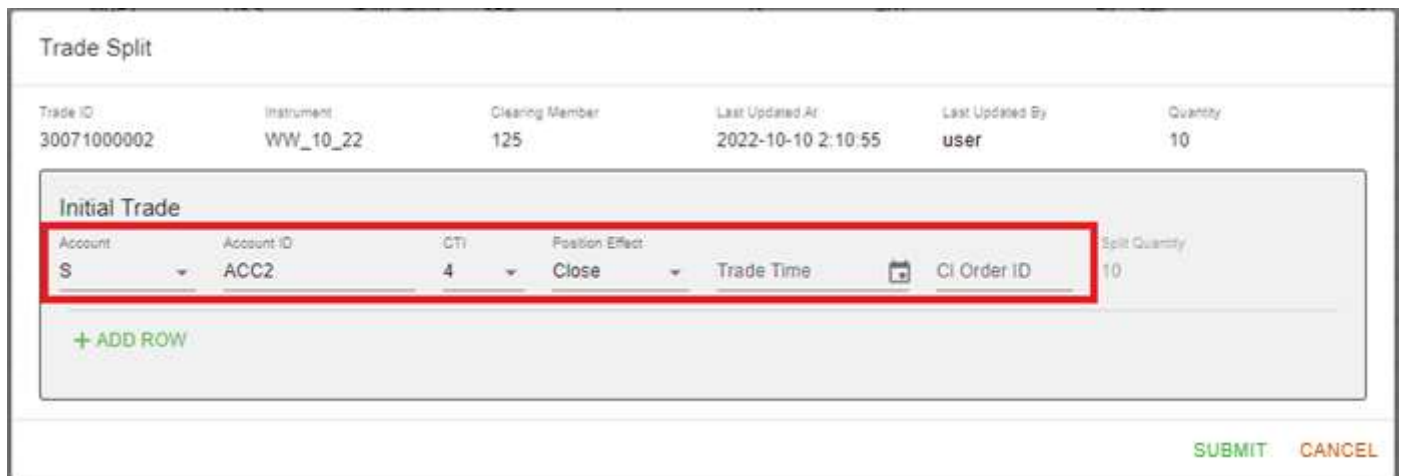 Trade Split
Trade ID Instrument Clearing Member Last Updated At Last Updated By Quantity
30071000002 WW_10_22 125 2022-10-10 2:10:55 user 10
Initial Trade
Account Account ID CTI Position Effect Split Quantity
S ACC2 4 Close Trade Time Cl Order ID 10
+ ADD ROW
SUBMIT CANCEL